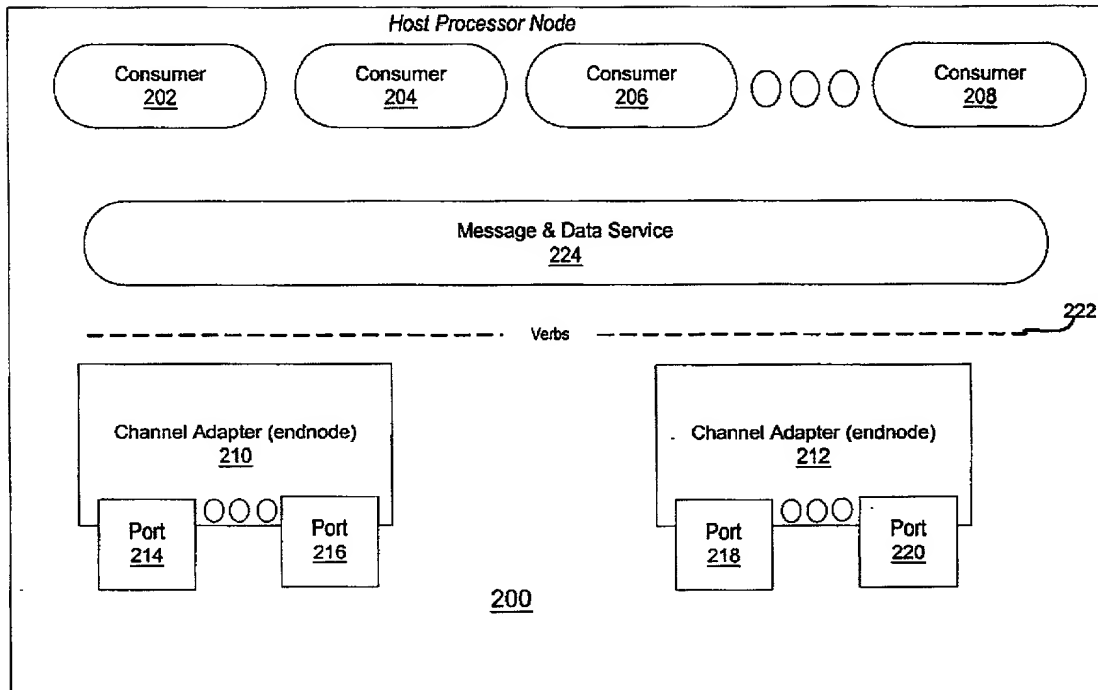 Host Processor Node
Consumer
202
Consumer
204
Consumer
206
Consumer
208
Message & Data Service
224
Verbs
222
Channel Adapter (endnode)
210
Channel Adapter (endnode)
212
Port
214
Port
216
Port
218
Port
220
200